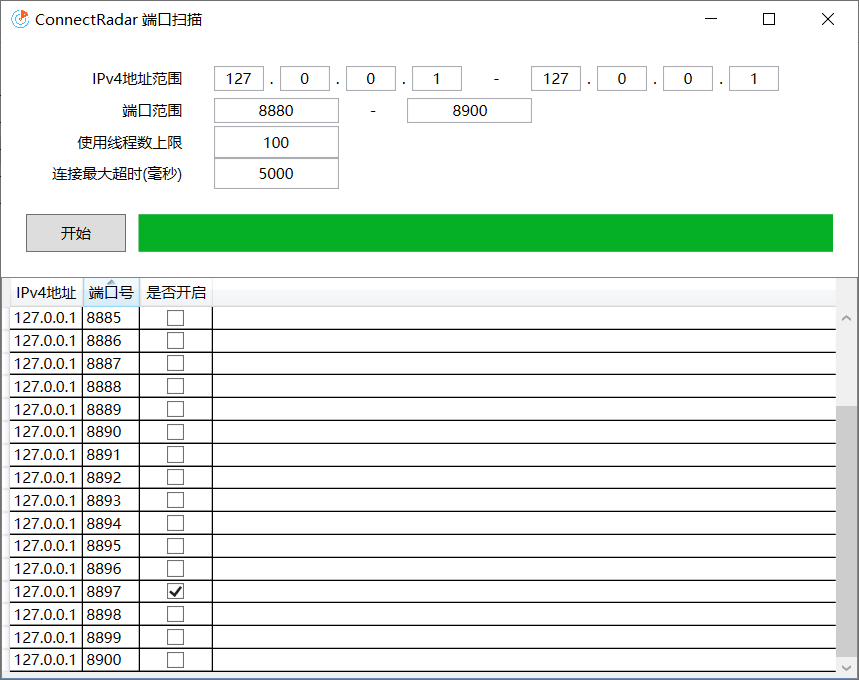 ConnectRadar 端口扫描
IPv4地址范围 127 . 0 . 0 . 1 - 127 . 0 . 0 . 1
端口范围 8880 - 8900
使用线程数上限 100
连接最大超时(毫秒) 5000
开始
IPv4地址 端口号 是否开启
127.0.0.1 8885
127.0.0.1 8886
127.0.0.1 8887
127.0.0.1 8888
127.0.0.1 8889
127.0.0.1 8890
127.0.0.1 8891
127.0.0.1 8892
127.0.0.1 8893
127.0.0.1 8894
127.0.0.1 8895
127.0.0.1 8896
127.0.0.1 8897
127.0.0.1 8898
127.0.0.1 8899
127.0.0.1 8900